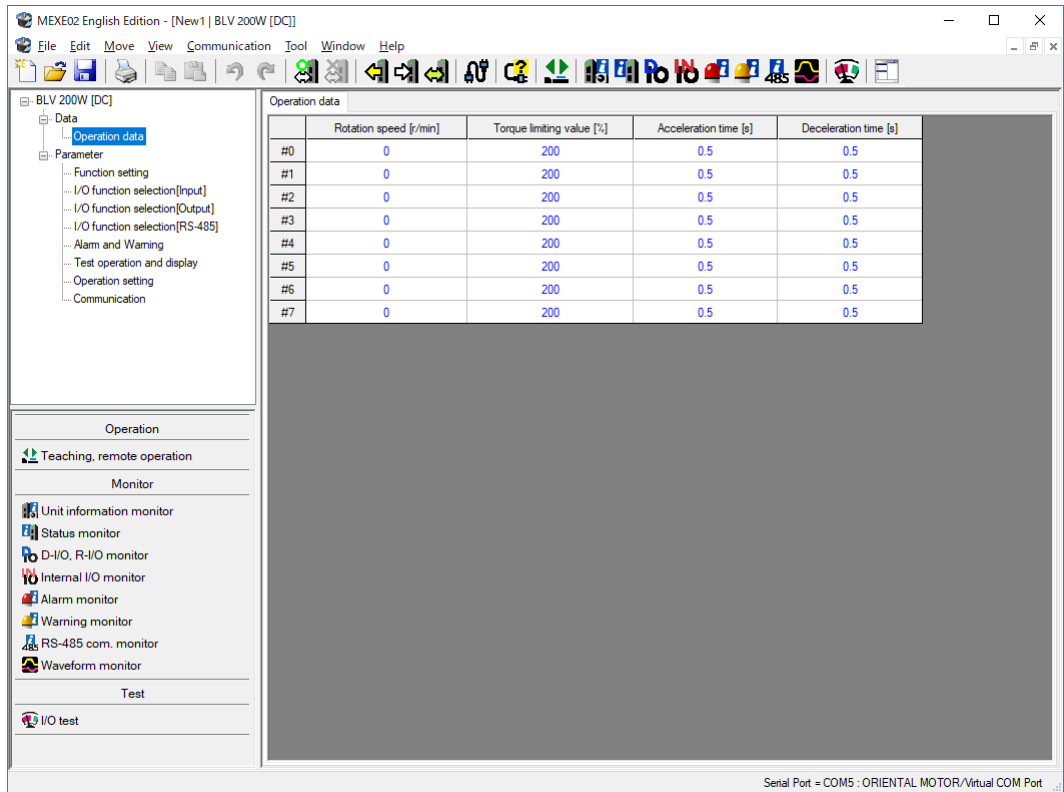 MEXE02 English Edition - [New1 | BLV 200W [DC]]
File Edit Move View Communication Tool Window Help
BLV 200W [DC]
Data
Operation data
Parameter
Function setting
I/O function selection[Input]
I/O function selection[Output]
I/O function selection[RS-485]
Alarm and Warning
Test operation and display
Operation setting
Communication
Operation
Teaching, remote operation
Monitor
Unit information monitor
Status monitor
D-I/O, R-I/O monitor
Internal I/O monitor
Alarm monitor
Warning monitor
RS-485 com. monitor
Waveform monitor
Test
I/O test
Operation data
Rotation speed [r/min] Torque limiting value [%] Acceleration time [s] Deceleration time [s]
#0 0 200 0.5 0.5
#1 0 200 0.5 0.5
#2 0 200 0.5 0.5
#3 0 200 0.5 0.5
#4 0 200 0.5 0.5
#5 0 200 0.5 0.5
#6 0 200 0.5 0.5
#7 0 200 0.5 0.5
Serial Port = COM5 : ORIENTAL MOTOR/Virtual COM Port